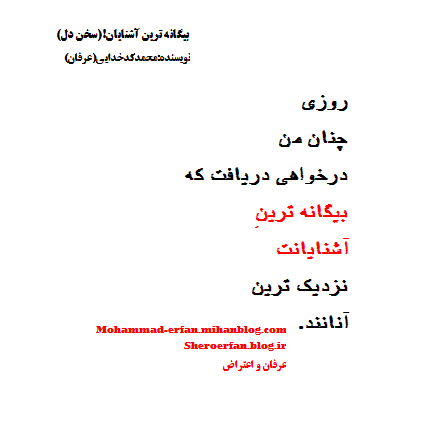 بیگانه ترین آشنایان!(سخن دل)
نویسنده:محمدکدخدایی(عرفان)
روزی
چنان من
درخواهی دریافت که
بیگانه ترینِ
آشنایانت
نزدیک ترین
آنانند.
Mohammad-erfan.mihanblog.com
Sheroerfan.blog.ir
عرفان و اعتراض